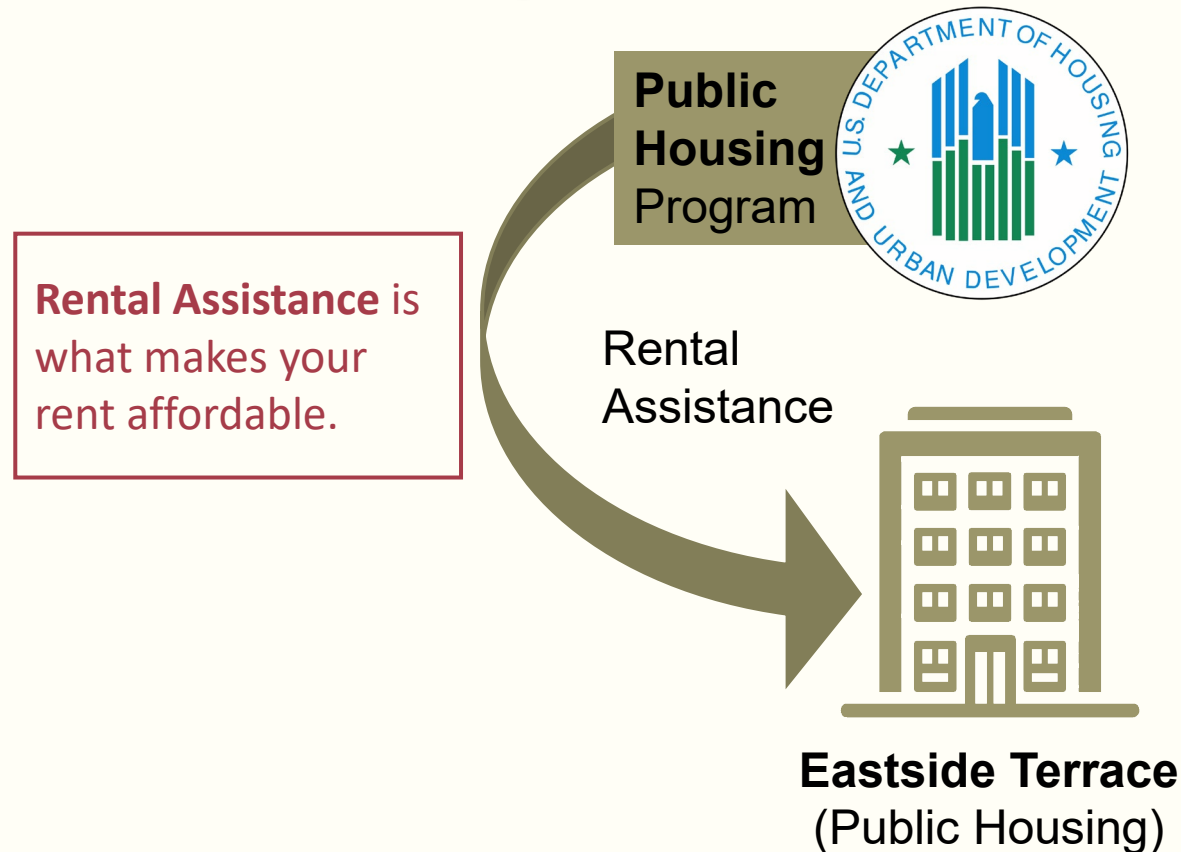 Public
Housing
Program
U.S. DEPARTMENT OF HOUSING
AND URBAN DEVELOPMENT
Rental Assistance is
what makes your
rent affordable.
Rental
Assistance
Eastside Terrace
(Public Housing)